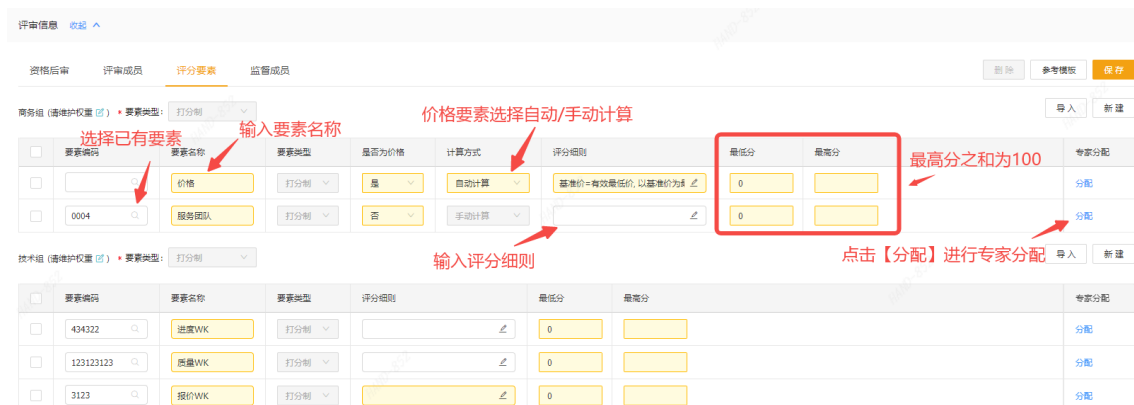 评审信息 收起
资格后审 评审成员 评分要素 监督成员 删除 参考模板 保存
商务组 (请维护权重 ) * 要素类型: 打分制 导入 新建
价格要素选择自动/手动计算
输入要素名称
选择已有要素
要素编码 要素名称 要素类型 是否为价格 计算方式 评分细则 最低分 最高分 专家分配
最高分之和为100
价格 打分制 是 自动计算 基准价=有效最低价, 以基准价为 0 分配
0004 服务团队 打分制 否 手动计算 0 分配
输入评分细则
点击【分配】进行专家分配
技术组 (请维护权重 ) * 要素类型: 打分制 导入 新建
要素编码 要素名称 要素类型 评分细则 最低分 最高分 专家分配
434322 进度WK 打分制 0 分配
123123123 质量WK 打分制 0 分配
3123 报价WK 打分制 0 分配